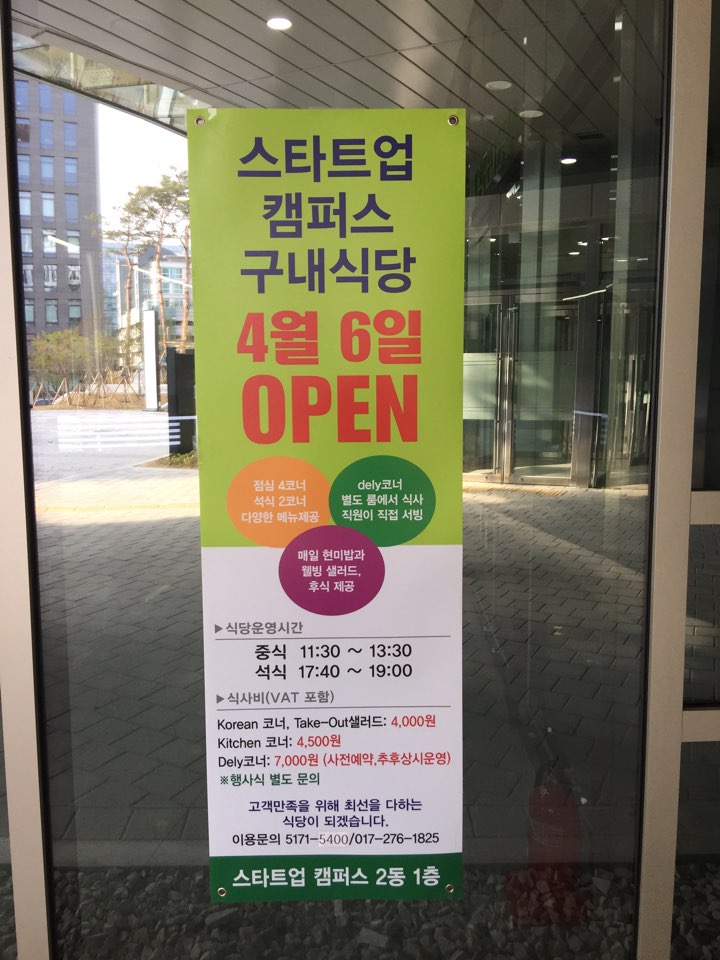 스타트업
캠퍼스
구내식당
4월 6일
OPEN
점심 4코너
석식 2코너
다양한 메뉴제공
dely코너
별도 룸에서 식사
직원이 직접 서빙
매일 현미밥과
웰빙 샐러드,
후식 제공
▶식당운영시간
중식 11:30 ~ 13:30
석식 17:40 ~ 19:00
▶식사비(VAT 포함)
Korean 코너, Take-Out샐러드: 4,000원
Kitchen 코너: 4,500원
Dely코너: 7,000원 (사전예약,추후상시운영)
※행사식 별도 문의
고객만족을 위해 최선을 다하는
식당이 되겠습니다.
이용문의 5171-5400/017-276-1825
스타트업 캠퍼스 2동 1층